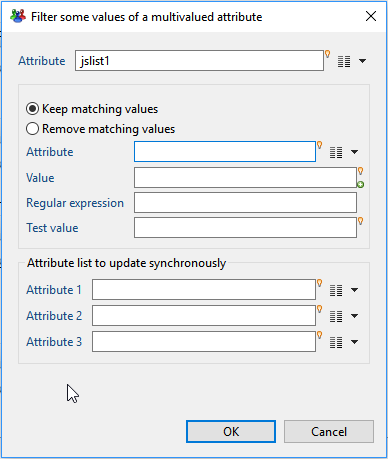 Filter some values of a multivalued attribute
Attribute jslist1
Keep matching values
Remove matching values
Attribute
Value
Regular expression
Test value
Attribute list to update synchronously
Attribute 1
Attribute 2
Attribute 3
OK Cancel